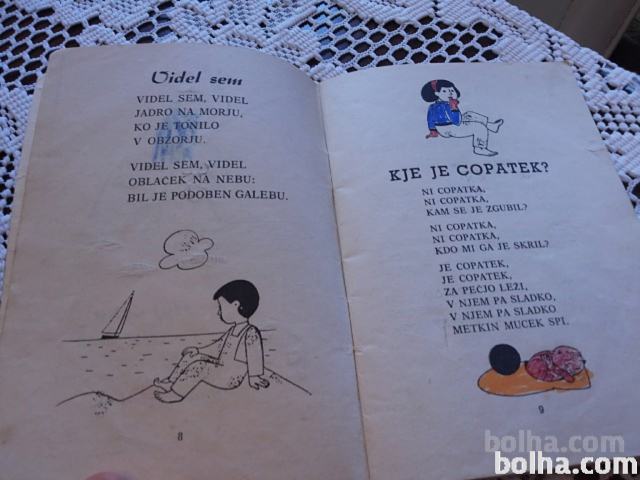 Videl sem
VIDEL SEM, VIDEL
JADRO NA MORJU,
KO JE TONILO
V OBZORJU.
VIDEL SEM, VIDEL
OBLAČEK NA NEBU:
BIL JE PODOBEN GALEBU.
8
KJE JE COPATEK?
NI COPATKA,
NI COPATKA,
KAM SE JE ZGUBIL?
NI COPATKA,
NI COPATKA,
KDO MI GA JE SKRIL?
JE COPATEK,
JE COPATEK,
ZA PEČJO LEŽI,
V NJEM PA SLADKO,
V NJEM PA SLADKO
METKIN MUCEK SPI.
9
bolha.com
bolha.com